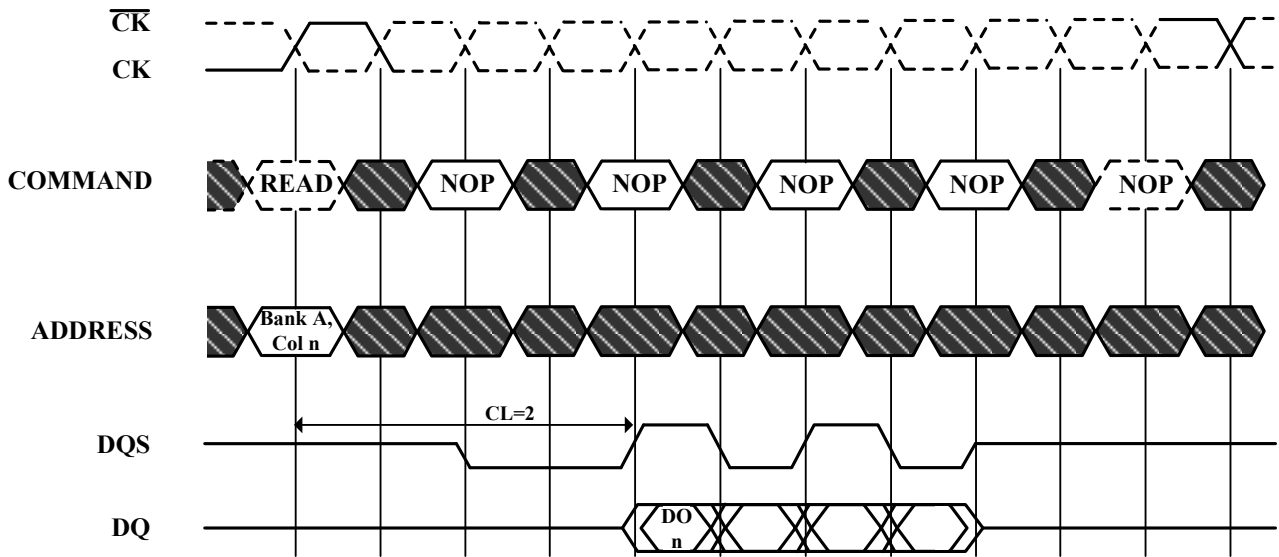 CK
CK
COMMAND READ NOP NOP NOP NOP NOP
ADDRESS Bank A,
Col n
CL=2
DQS
DQ DO
n